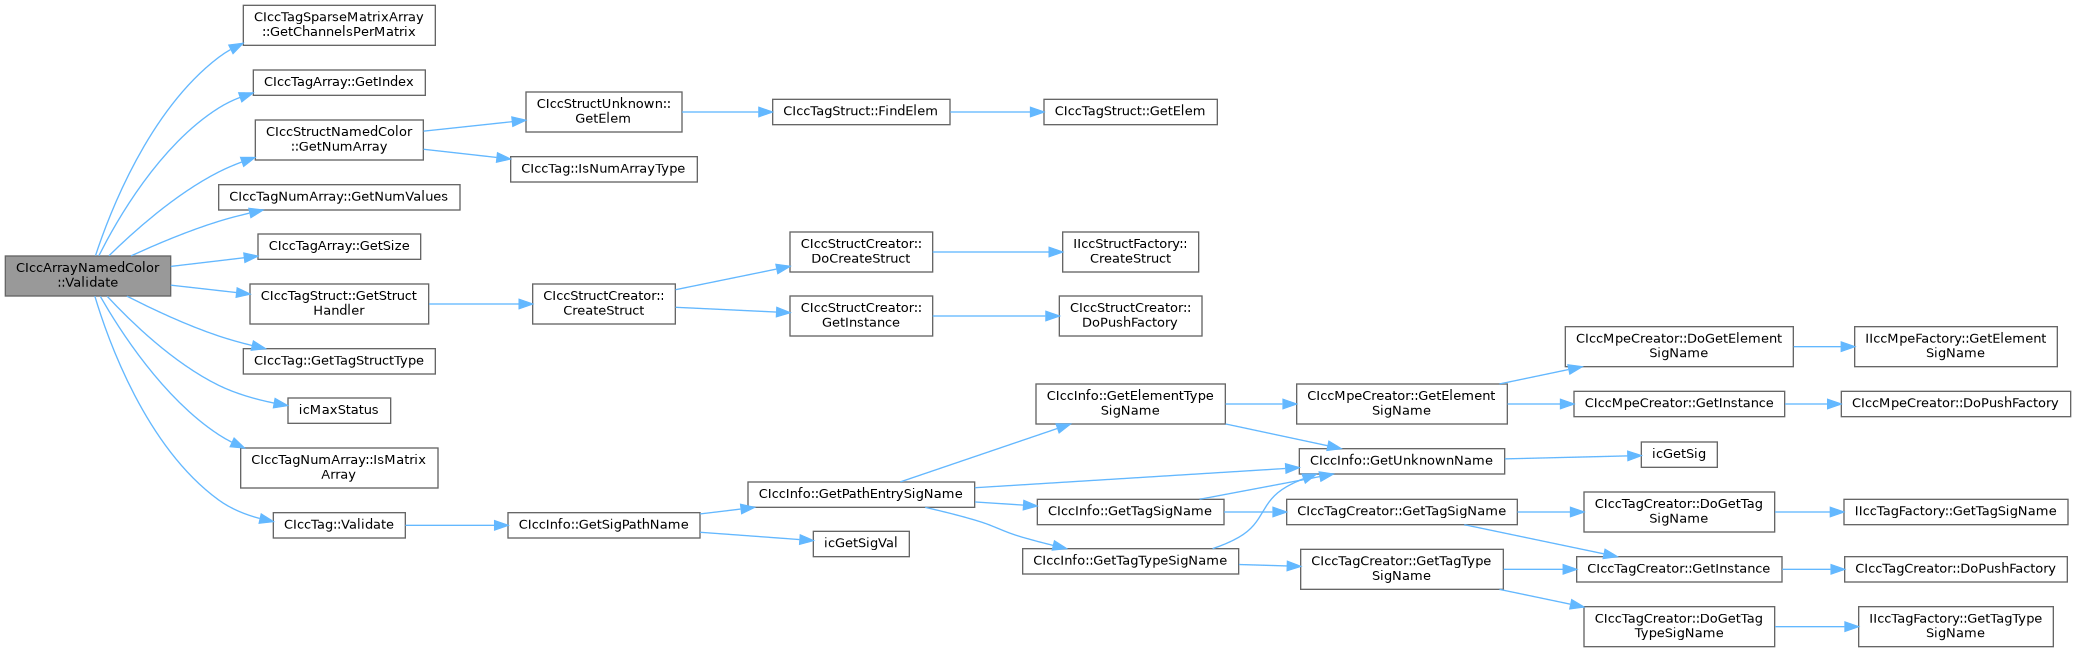 CIccTagSparseMatrixArray
::GetChannelsPerMatrix
CIccTagArray::GetIndex
CIccStructNamedColor
::GetNumArray
CIccStructUnknown::
GetElem
CIccTagStruct::FindElem
CIccTagStruct::GetElem
CIccTag::IsNumArrayType
CIccTagNumArray::GetNumValues
CIccTagArray::GetSize
CIccArrayNamedColor
::Validate
CIccTagStruct::GetStruct
Handler
CIccStructCreator::
CreateStruct
CIccStructCreator::
DoCreateStruct
IIccStructFactory::
CreateStruct
CIccStructCreator::
GetInstance
CIccStructCreator::
DoPushFactory
CIccTag::GetTagStructType
icMaxStatus
CIccTagNumArray::IsMatrix
Array
CIccTag::Validate
CIccInfo::GetSigPathName
CIccInfo::GetPathEntrySigName
icGetSigVal
CIccInfo::GetElementType
SigName
CIccInfo::GetTagSigName
CIccInfo::GetTagTypeSigName
CIccMpeCreator::GetElement
SigName
CIccInfo::GetUnknownName
CIccTagCreator::GetTagSigName
CIccTagCreator::GetTagType
SigName
CIccMpeCreator::DoGetElement
SigName
IIccMpeFactory::GetElement
SigName
CIccMpeCreator::GetInstance
CIccMpeCreator::DoPushFactory
icGetSig
CIccTagCreator::DoGetTag
SigName
IIccTagFactory::GetTagSigName
CIccTagCreator::GetInstance
CIccTagCreator::DoPushFactory
CIccTagCreator::DoGetTag
TypeSigName
IIccTagFactory::GetTagType
SigName